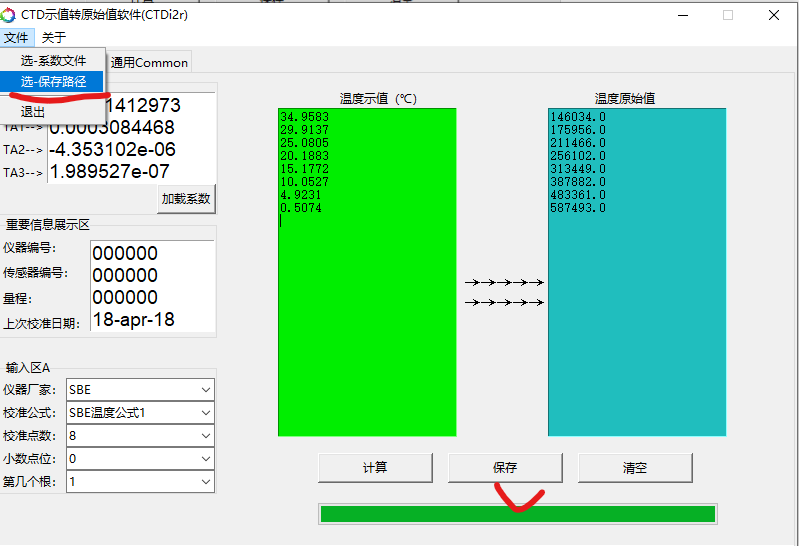 CTD示值转原始值软件(CTDi2r)
文件 关于
选-系数文件
选-保存路径
退出
通用Common
1412973
TA1--> 0.0003084468
TA2--> -4.353102e-06
TA3--> 1.989527e-07
加载系数
重要信息展示区
仪器编号: 000000
传感器编号: 000000
量程: 000000
上次校准日期: 18-apr-18
输入区A
仪器厂家: SBE
校准公式: SBE温度公式1
校准点数: 8
小数点位: 0
第几个根: 1
温度示值（℃）
34.9583
29.9137
25.0805
20.1883
15.1772
10.0527
4.9231
0.5074
温度原始值
146034.0
175956.0
211466.0
256102.0
313449.0
387882.0
483361.0
587493.0
计算 保存 清空